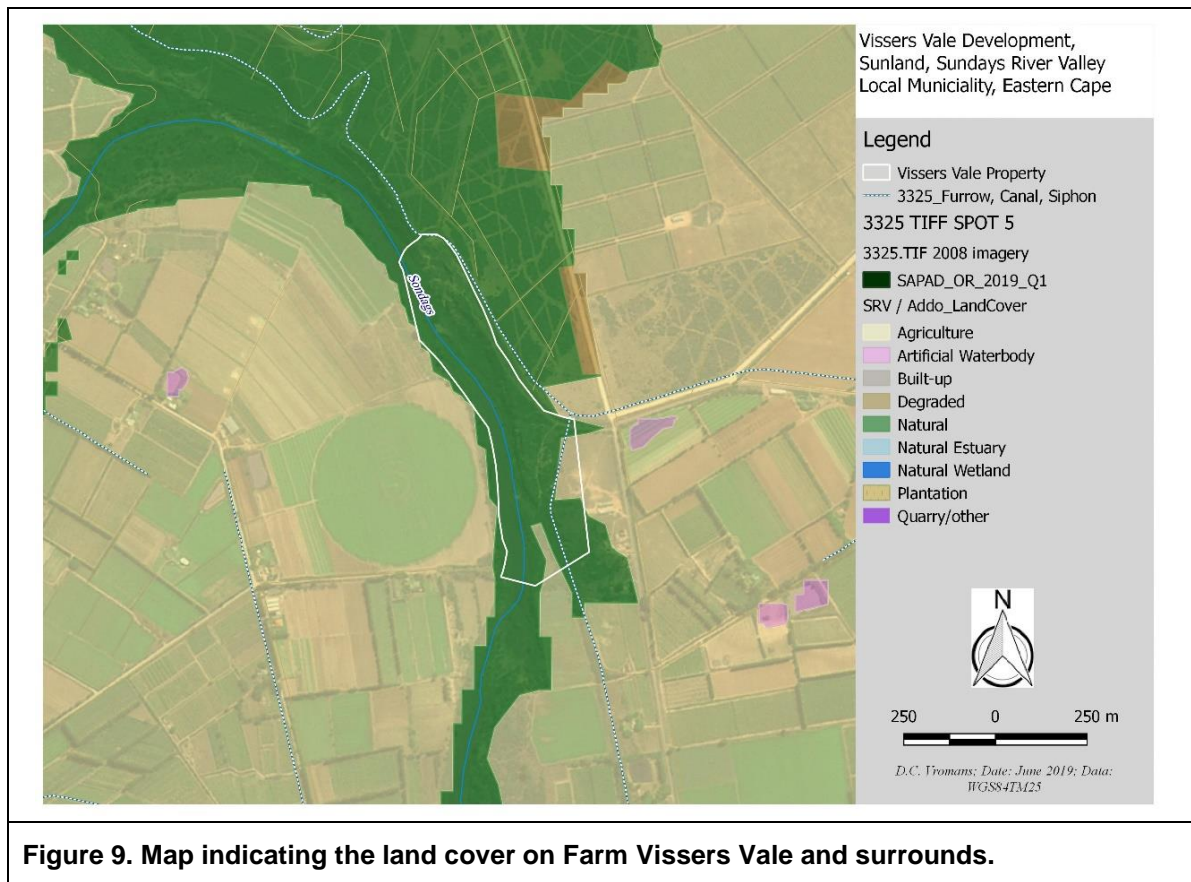 Vissers Vale Development,
Sunland, Sundays River Valley
Local Municiality, Eastern Cape
Legend
Vissers Vale Property
3325_Furrow, Canal, Siphon
3325 TIFF SPOT 5
3325.TIF 2008 imagery
SAPAD_OR_2019_Q1
SRV / Addo_LandCover
Agriculture
Artificial Waterbody
Built-up
Degraded
Natural
Natural Estuary
Natural Wetland
Plantation
Quarry/other
Sondags
N
250 0 250 m
D.C. Vromans; Date: June 2019; Data:
WGS84TM25
Figure 9. Map indicating the land cover on Farm Vissers Vale and surrounds.